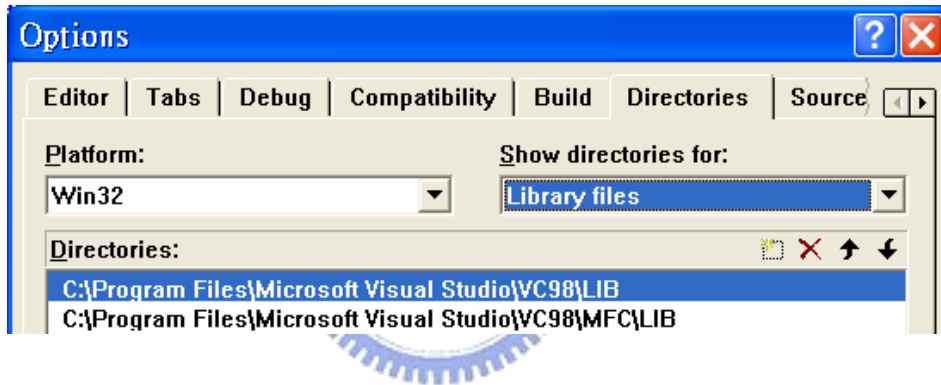 Options
Editor Tabs Debug Compatibility Build Directories Source
Platform: Show directories for:
Win32 Library files
Directories:
C:\Program Files\Microsoft Visual Studio\VC98\LIB
C:\Program Files\Microsoft Visual Studio\VC98\MFC\LIB